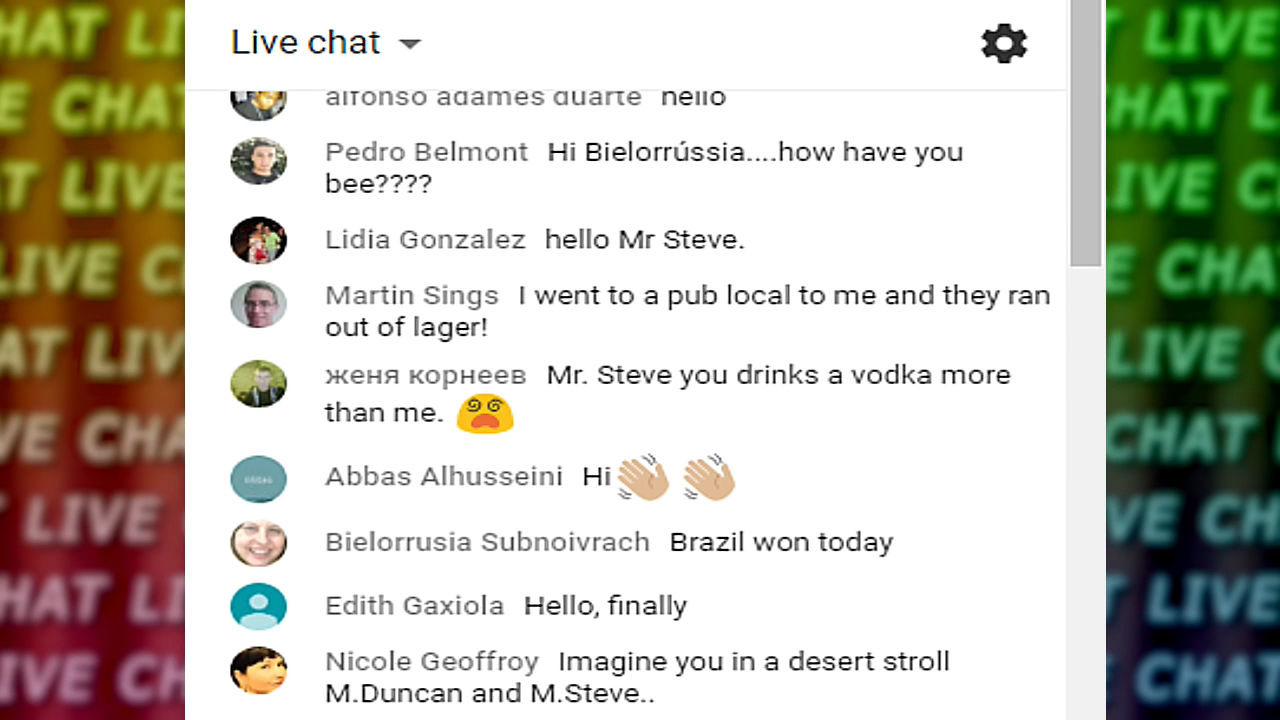 Live chat
alfonso adames duarte hello
Pedro Belmont Hi Bielorrússia....how have you
bee????
Lidia Gonzalez hello Mr Steve.
Martin Sings I went to a pub local to me and they ran
out of lager!
женя корнеев Mr. Steve you drinks a vodka more
than me.
Abbas Alhusseini Hi
Bielorrusia Subnoivrach Brazil won today
Edith Gaxiola Hello, finally
Nicole Geoffroy Imagine you in a desert stroll
M.Duncan and M.Steve..